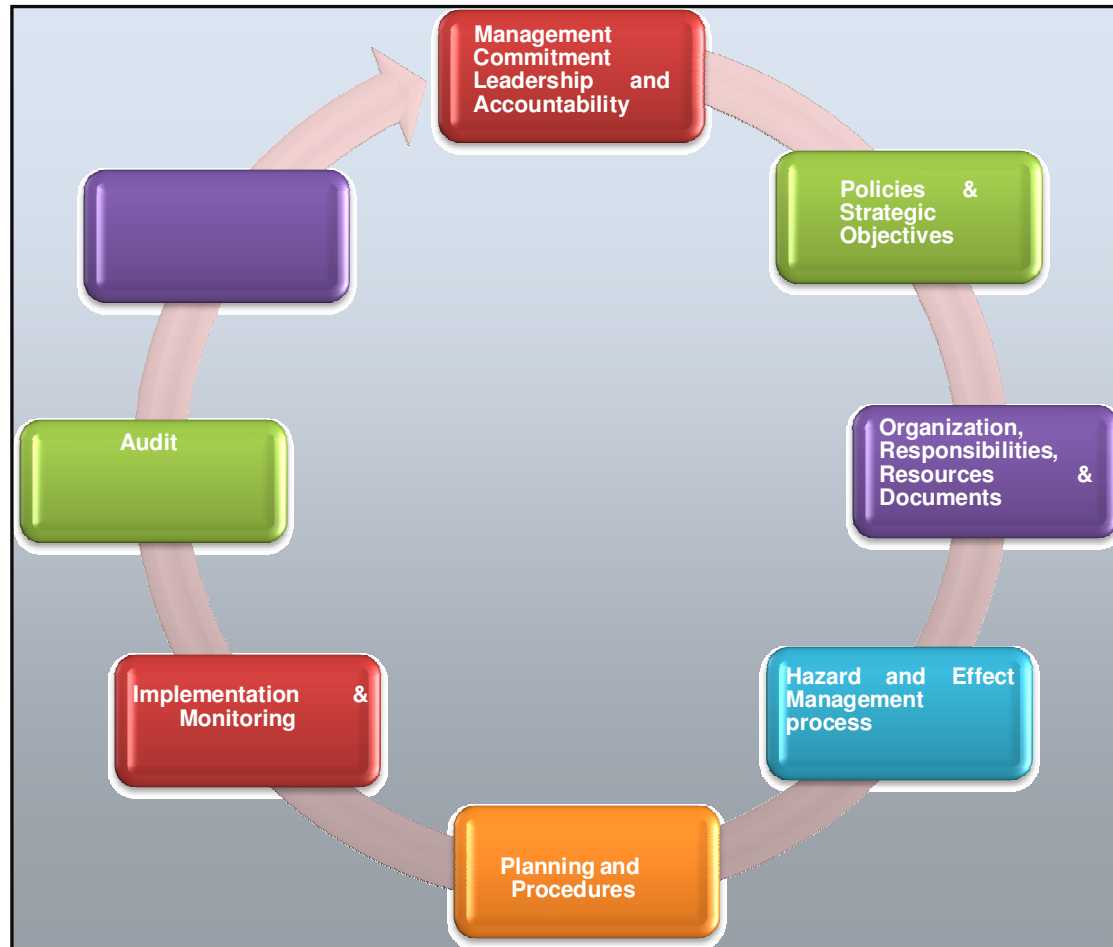 Management
Commitment
Leadership and
Accountability
Policies &
Strategic
Objectives
Organization,
Responsibilities,
Resources &
Documents
Hazard and Effect
Management
process
Planning and
Procedures
Implementation &
Monitoring
Audit